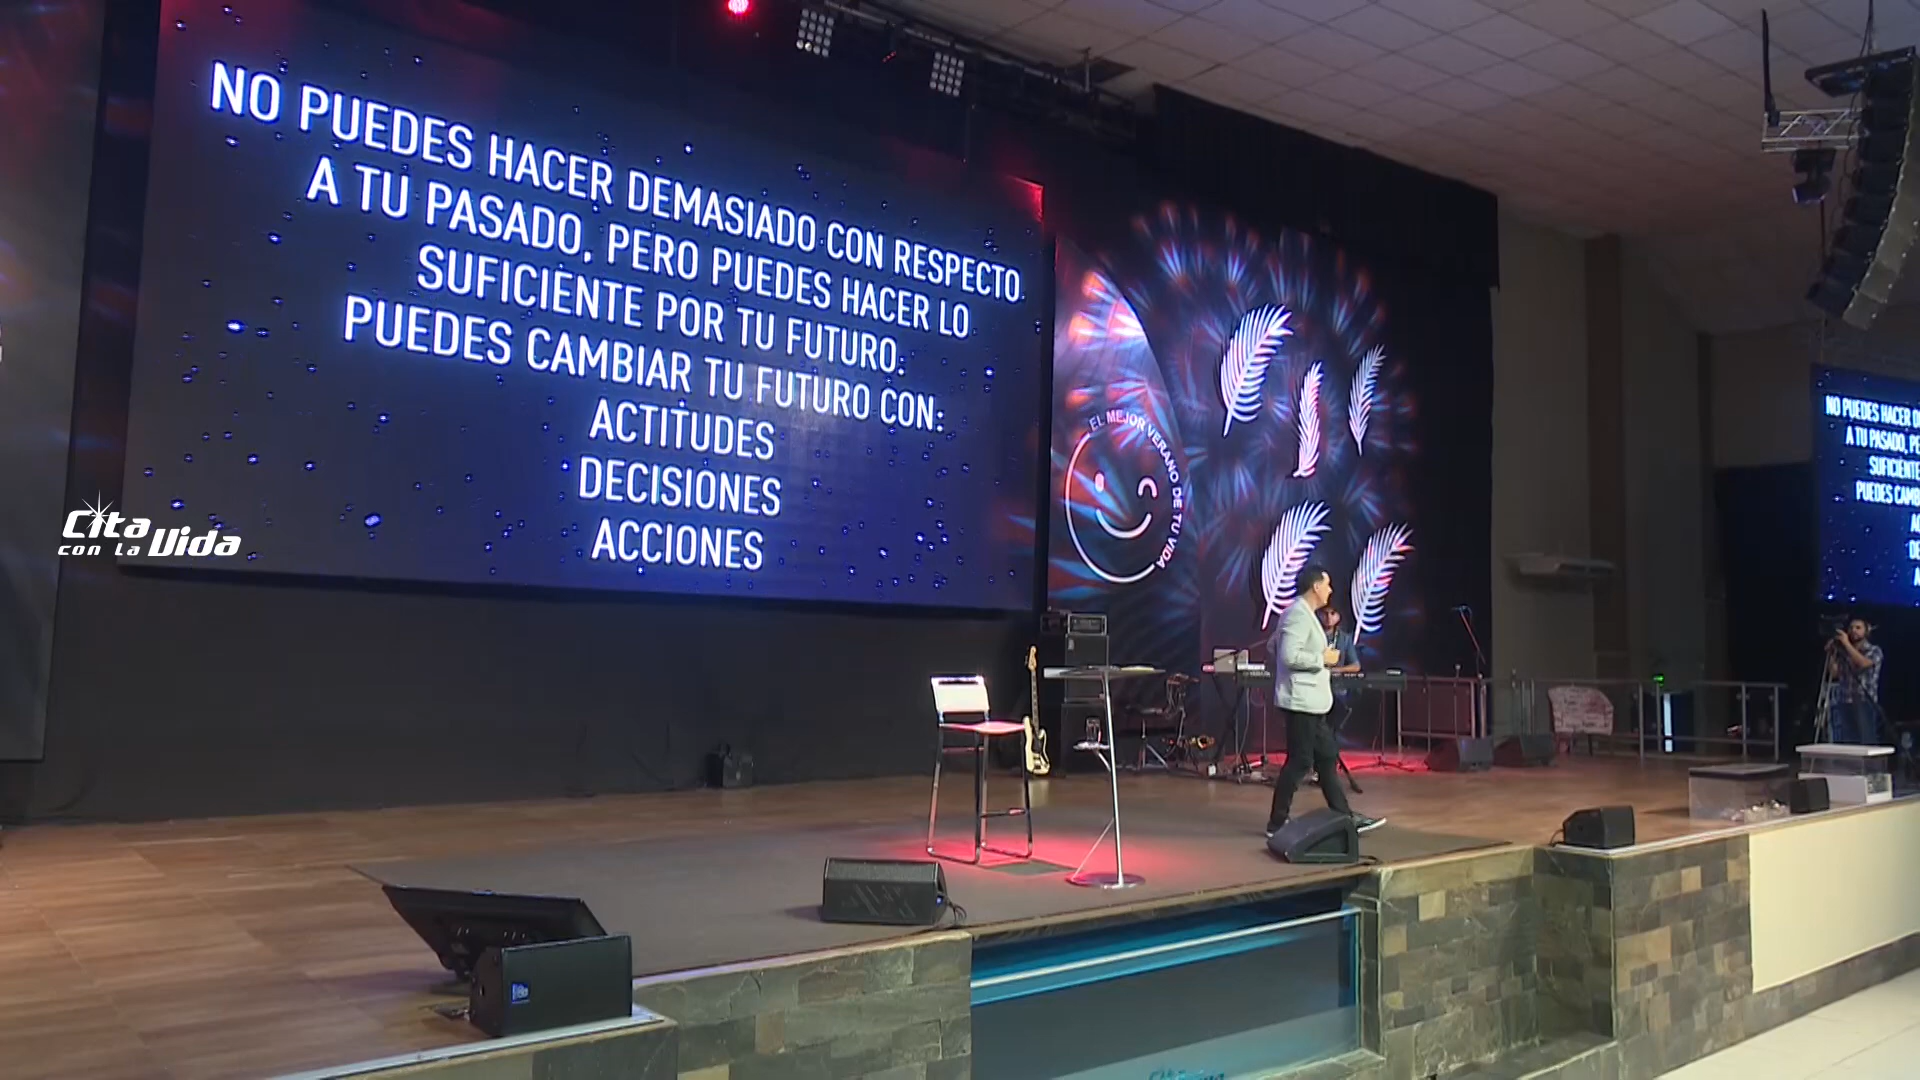 NO PUEDES HACER DEMASIADO CON RESPECTO
A TU PASADO, PERO PUEDES HACER LO
SUFICIENTE POR TU FUTURO.
PUEDES CAMBIAR TU FUTURO CON:
ACTITUDES
DECISIONES
ACCIONES
Cita
con la Vida
EL MEJOR VERANO DE TU VIDA
NO PUEDES HACER
A TU PASADO,
SUFICIENTE
PUEDES